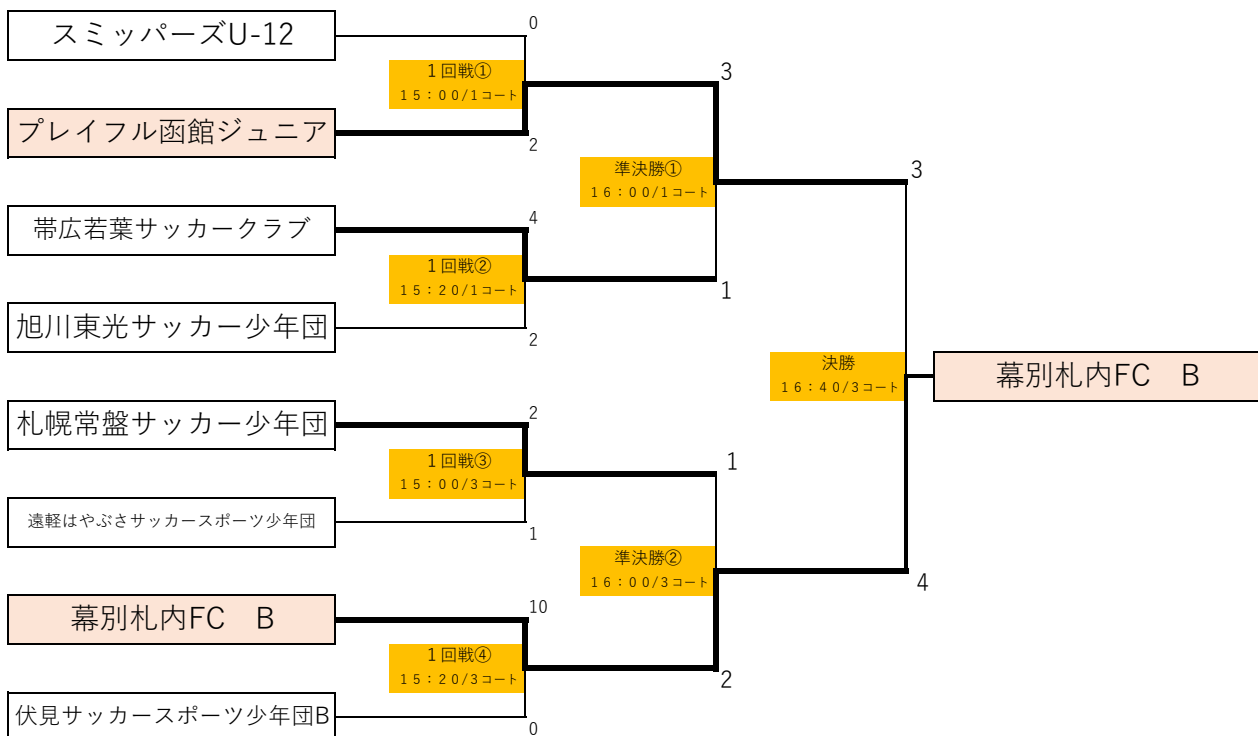 スミッパーズU-12
0
1回戦①
15:00/1コート
3
プレイフル函館ジュニア
2
準決勝①
16:00/1コート
3
帯広若葉サッカークラブ
4
1回戦②
15:20/1コート
1
旭川東光サッカー少年団
2
決勝
16:40/3コート
幕別札内FC　B
札幌常盤サッカー少年団
2
1回戦③
15:00/3コート
1
遠軽はやぶさサッカースポーツ少年団
1
準決勝②
16:00/3コート
4
幕別札内FC　B
10
1回戦④
15:20/3コート
2
伏見サッカースポーツ少年団B
0